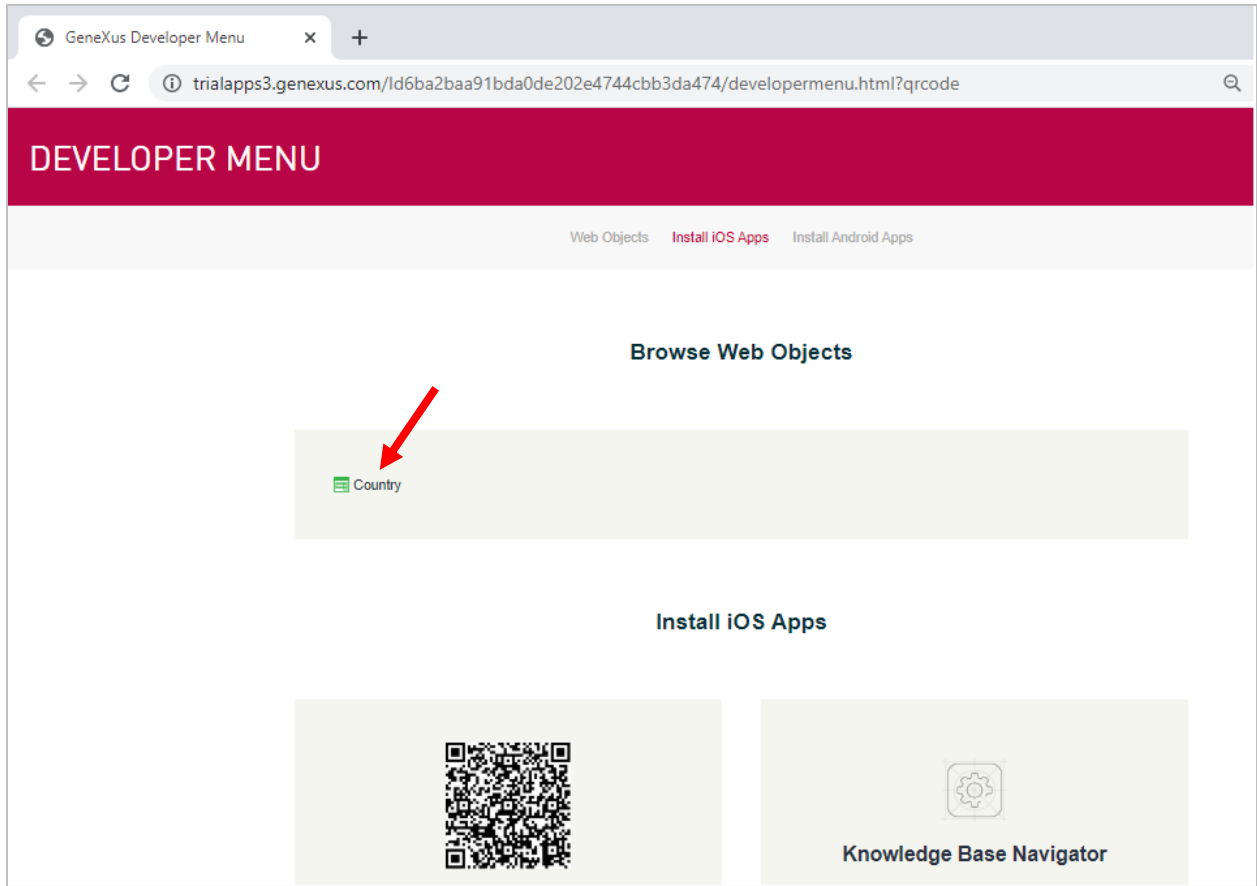 GeneXus Developer Menu
trialapps3.genexus.com/Id6ba2baa91bda0de202e4744cbb3da474/developermenu.html?qrcode
DEVELOPER MENU
Web Objects Install iOS Apps Install Android Apps
Browse Web Objects
Country
Install iOS Apps
Knowledge Base Navigator